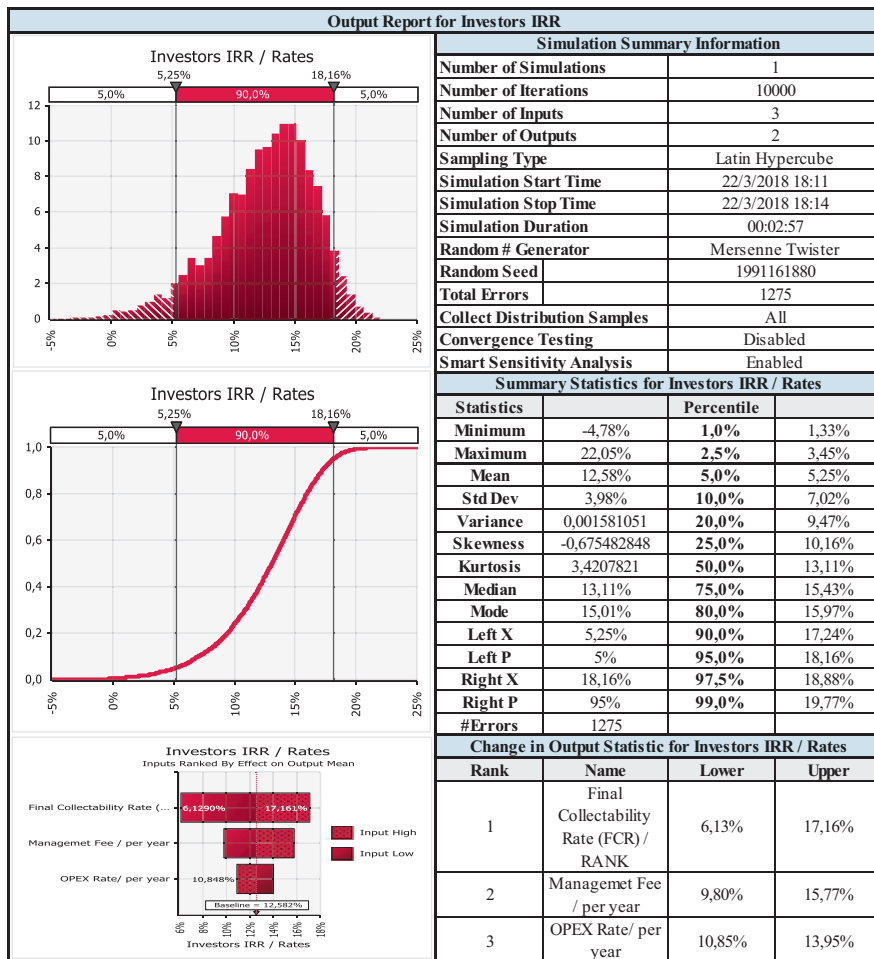 Output Report for Investors IRR
Investors IRR / Rates
5,25% 18,16%
5,0% 90,0% 5,0%
12
10
8
6
4
2
0
-5% 0% 5% 10% 15% 20% 25%
Investors IRR / Rates
5,25% 18,16%
5,0% 90,0% 5,0%
1,0
0,8
0,6
0,4
0,2
0,0
-5% 0% 5% 10% 15% 20% 25%
Investors IRR / Rates
Inputs Ranked By Effect on Output Mean
Final Collectability Rate (... 6,1290% 17,161%
Managemet Fee / per year
OPEX Rate/ per year 10,848%
Input High
Input Low
Baseline = 12,582%
6% 8% 10% 12% 14% 16% 18%
Investors IRR / Rates
Simulation Summary Information
Number of Simulations 1
Number of Iterations 10000
Number of Inputs 3
Number of Outputs 2
Sampling Type Latin Hypercube
Simulation Start Time 22/3/2018 18:11
Simulation Stop Time 22/3/2018 18:14
Simulation Duration 00:02:57
Random # Generator Mersenne Twister
Random Seed 1991161880
Total Errors 1275
Collect Distribution Samples All
Convergence Testing Disabled
Smart Sensitivity Analysis Enabled
Summary Statistics for Investors IRR / Rates
Statistics Percentile
Minimum -4,78% 1,0% 1,33%
Maximum 22,05% 2,5% 3,45%
Mean 12,58% 5,0% 5,25%
Std Dev 3,98% 10,0% 7,02%
Variance 0,001581051 20,0% 9,47%
Skewness -0,675482848 25,0% 10,16%
Kurtosis 3,4207821 50,0% 13,11%
Median 13,11% 75,0% 15,43%
Mode 15,01% 80,0% 15,97%
Left X 5,25% 90,0% 17,24%
Left P 5% 95,0% 18,16%
Right X 18,16% 97,5% 18,88%
Right P 95% 99,0% 19,77%
#Errors 1275
Change in Output Statistic for Investors IRR / Rates
Rank Name Lower Upper
Final
Collectability
1 6,13% 17,16%
Rate (FCR) /
RANK
Managemet Fee
2 9,80% 15,77%
/ per year
OPEX Rate/ per
3 10,85% 13,95%
year